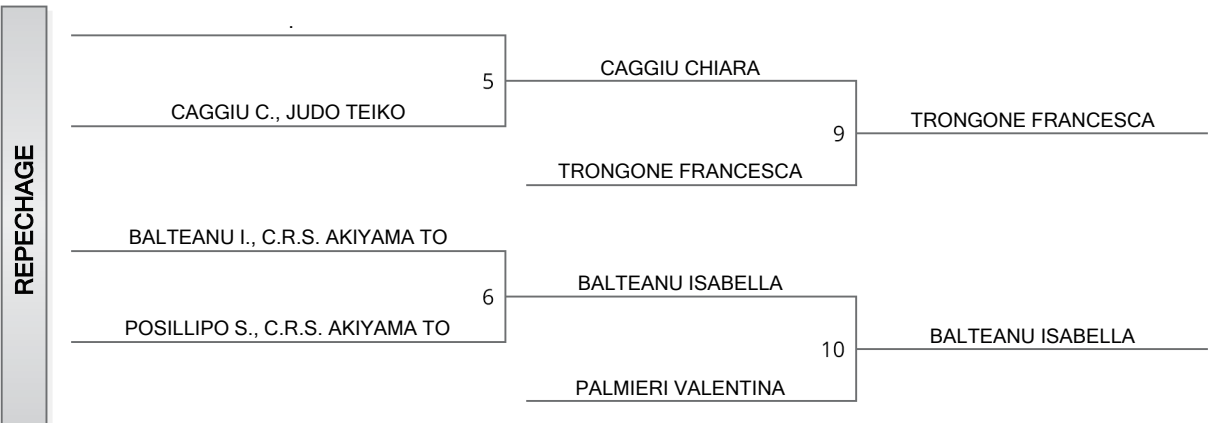 REPECHAGE
.
5
CAGGIU C., JUDO TEIKO
CAGGIU CHIARA
9
TRONGONE FRANCESCA
TRONGONE FRANCESCA
BALTEANU I., C.R.S. AKIYAMA TO
6
POSILLIPO S., C.R.S. AKIYAMA TO
BALTEANU ISABELLA
10
PALMIERI VALENTINA
BALTEANU ISABELLA